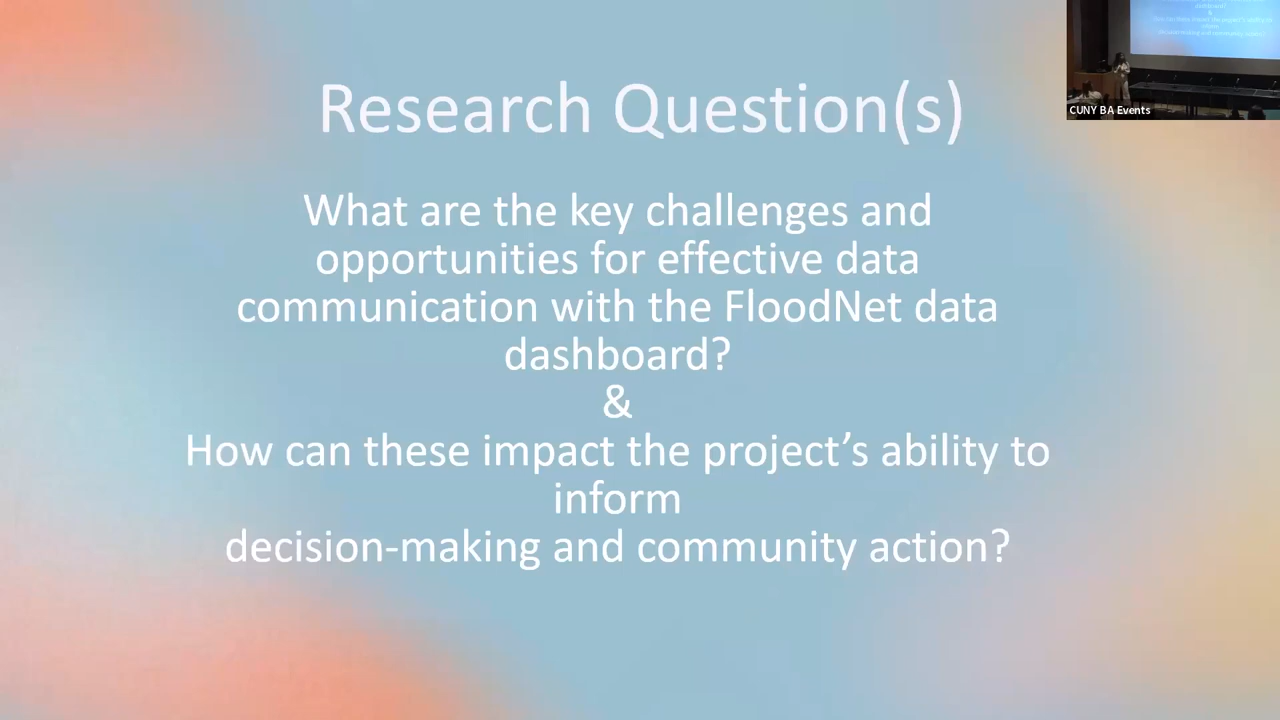 Research Question(s)
What are the key challenges and
opportunities for effective data
communication with the FloodNet data
dashboard?
&
How can these impact the project’s ability to
inform
decision-making and community action?
CUNY BA Events